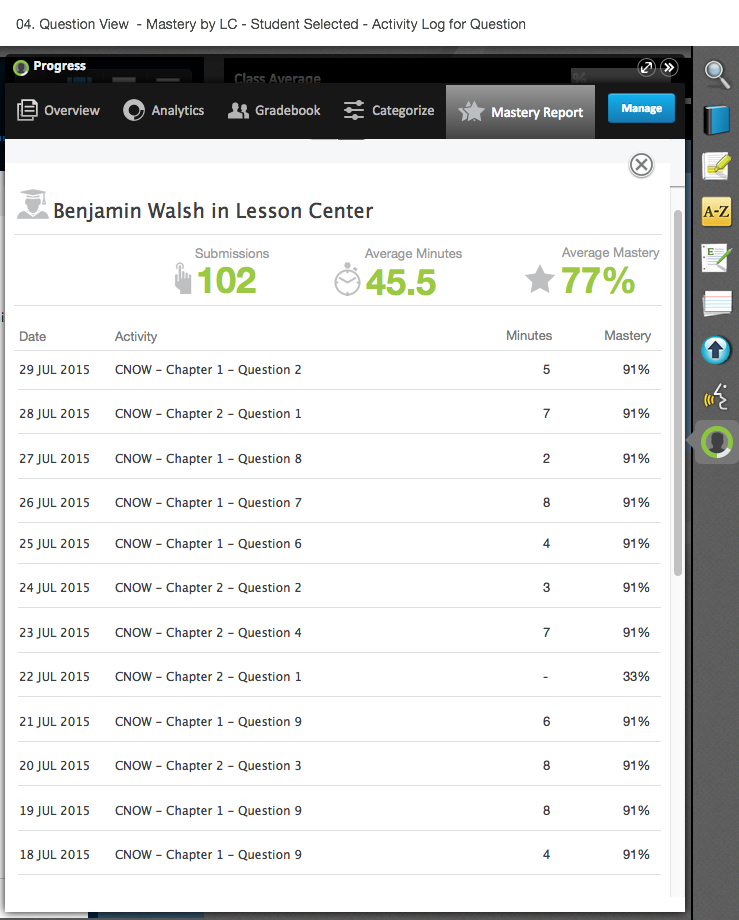 04. Question View - Mastery by LC - Student Selected - Activity Log for Question
Progress
Class Average
%
Overview
Analytics
Gradebook
Categorize
Mastery Report
Manage
Benjamin Walsh in Lesson Center
Submissions
102
Average Minutes
45.5
Average Mastery
77%
Date Activity Minutes Mastery
29 JUL 2015 CNOW – Chapter 1 – Question 2 5 91%
28 JUL 2015 CNOW – Chapter 2 – Question 1 7 91%
27 JUL 2015 CNOW – Chapter 1 – Question 8 2 91%
26 JUL 2015 CNOW – Chapter 1 – Question 7 8 91%
25 JUL 2015 CNOW – Chapter 1 – Question 6 4 91%
24 JUL 2015 CNOW – Chapter 2 – Question 2 3 91%
23 JUL 2015 CNOW – Chapter 2 – Question 4 7 91%
22 JUL 2015 CNOW – Chapter 2 – Question 1 - 33%
21 JUL 2015 CNOW – Chapter 1 – Question 9 6 91%
20 JUL 2015 CNOW – Chapter 2 – Question 3 8 91%
19 JUL 2015 CNOW – Chapter 1 – Question 9 8 91%
18 JUL 2015 CNOW – Chapter 1 – Question 9 4 91%
A-Z
E